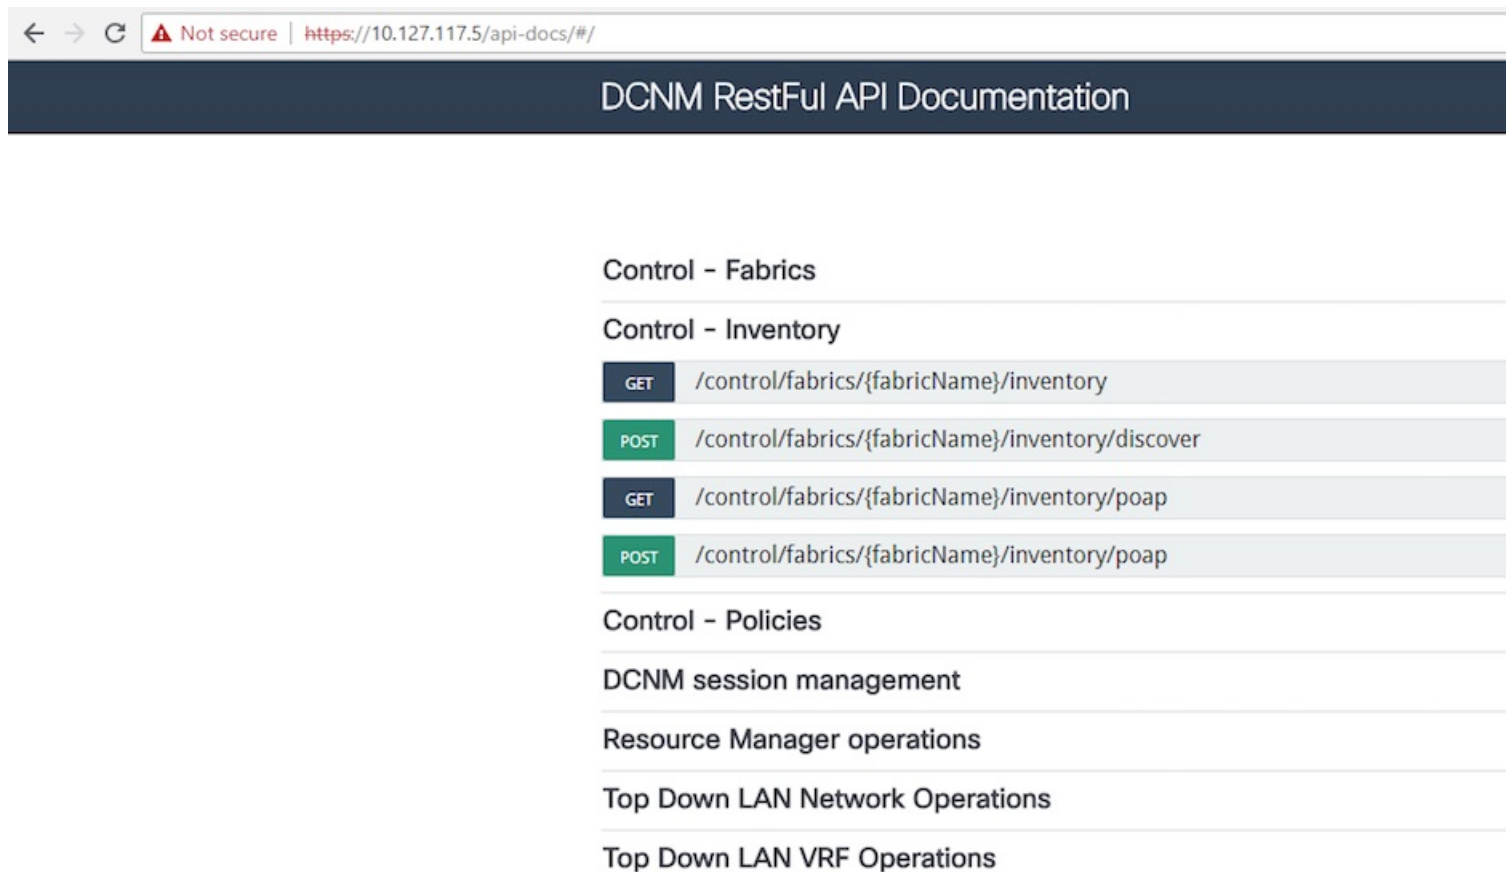 Not secure | https://10.127.117.5/api-docs/#/
DCNM RestFul API Documentation
Control - Fabrics
Control - Inventory
GET /control/fabrics/{fabricName}/inventory
POST /control/fabrics/{fabricName}/inventory/discover
GET /control/fabrics/{fabricName}/inventory/poap
POST /control/fabrics/{fabricName}/inventory/poap
Control - Policies
DCNM session management
Resource Manager operations
Top Down LAN Network Operations
Top Down LAN VRF Operations